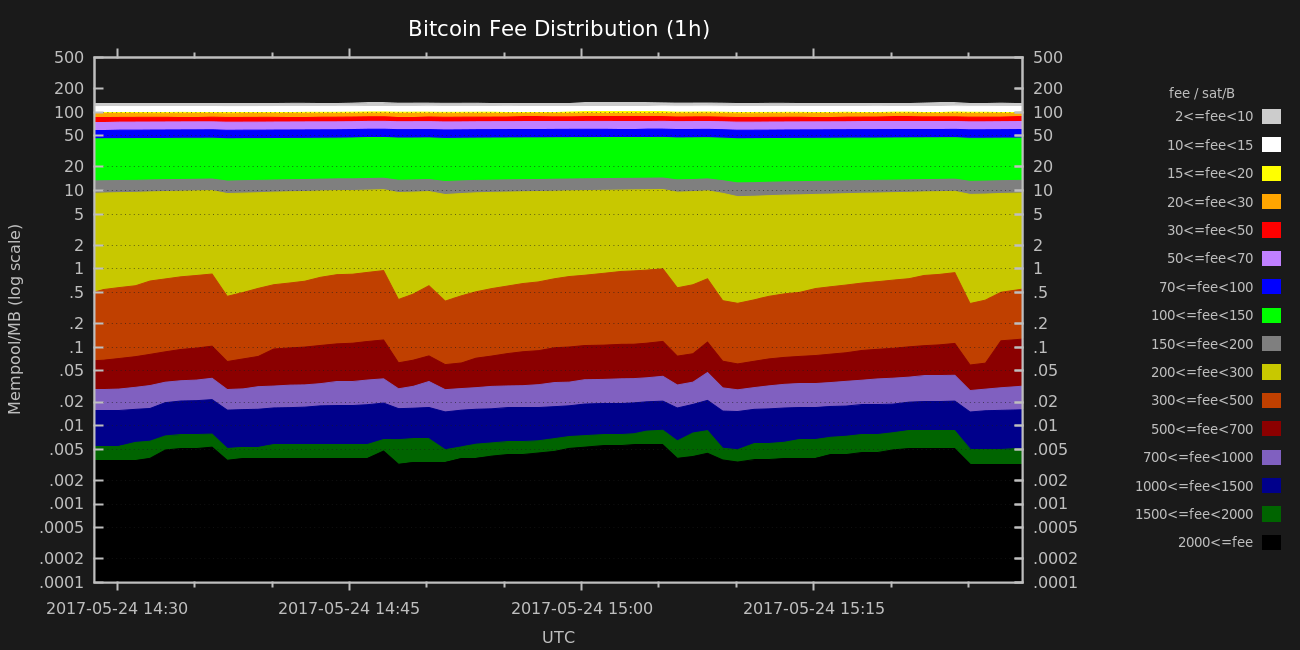 Bitcoin Fee Distribution (1h)
500
200
100
50
20
10
5
2
1
.5
.2
.1
.05
.02
.01
.005
.002
.001
.0005
.0002
.0001
Mempool/MB (log scale)
500
200
100
50
20
10
5
2
1
.5
.2
.1
.05
.02
.01
.005
.002
.001
.0005
.0002
.0001
2017-05-24 14:30 2017-05-24 14:45 2017-05-24 15:00 2017-05-24 15:15
UTC
fee / sat/B
2<=fee<10
10<=fee<15
15<=fee<20
20<=fee<30
30<=fee<50
50<=fee<70
70<=fee<100
100<=fee<150
150<=fee<200
200<=fee<300
300<=fee<500
500<=fee<700
700<=fee<1000
1000<=fee<1500
1500<=fee<2000
2000<=fee